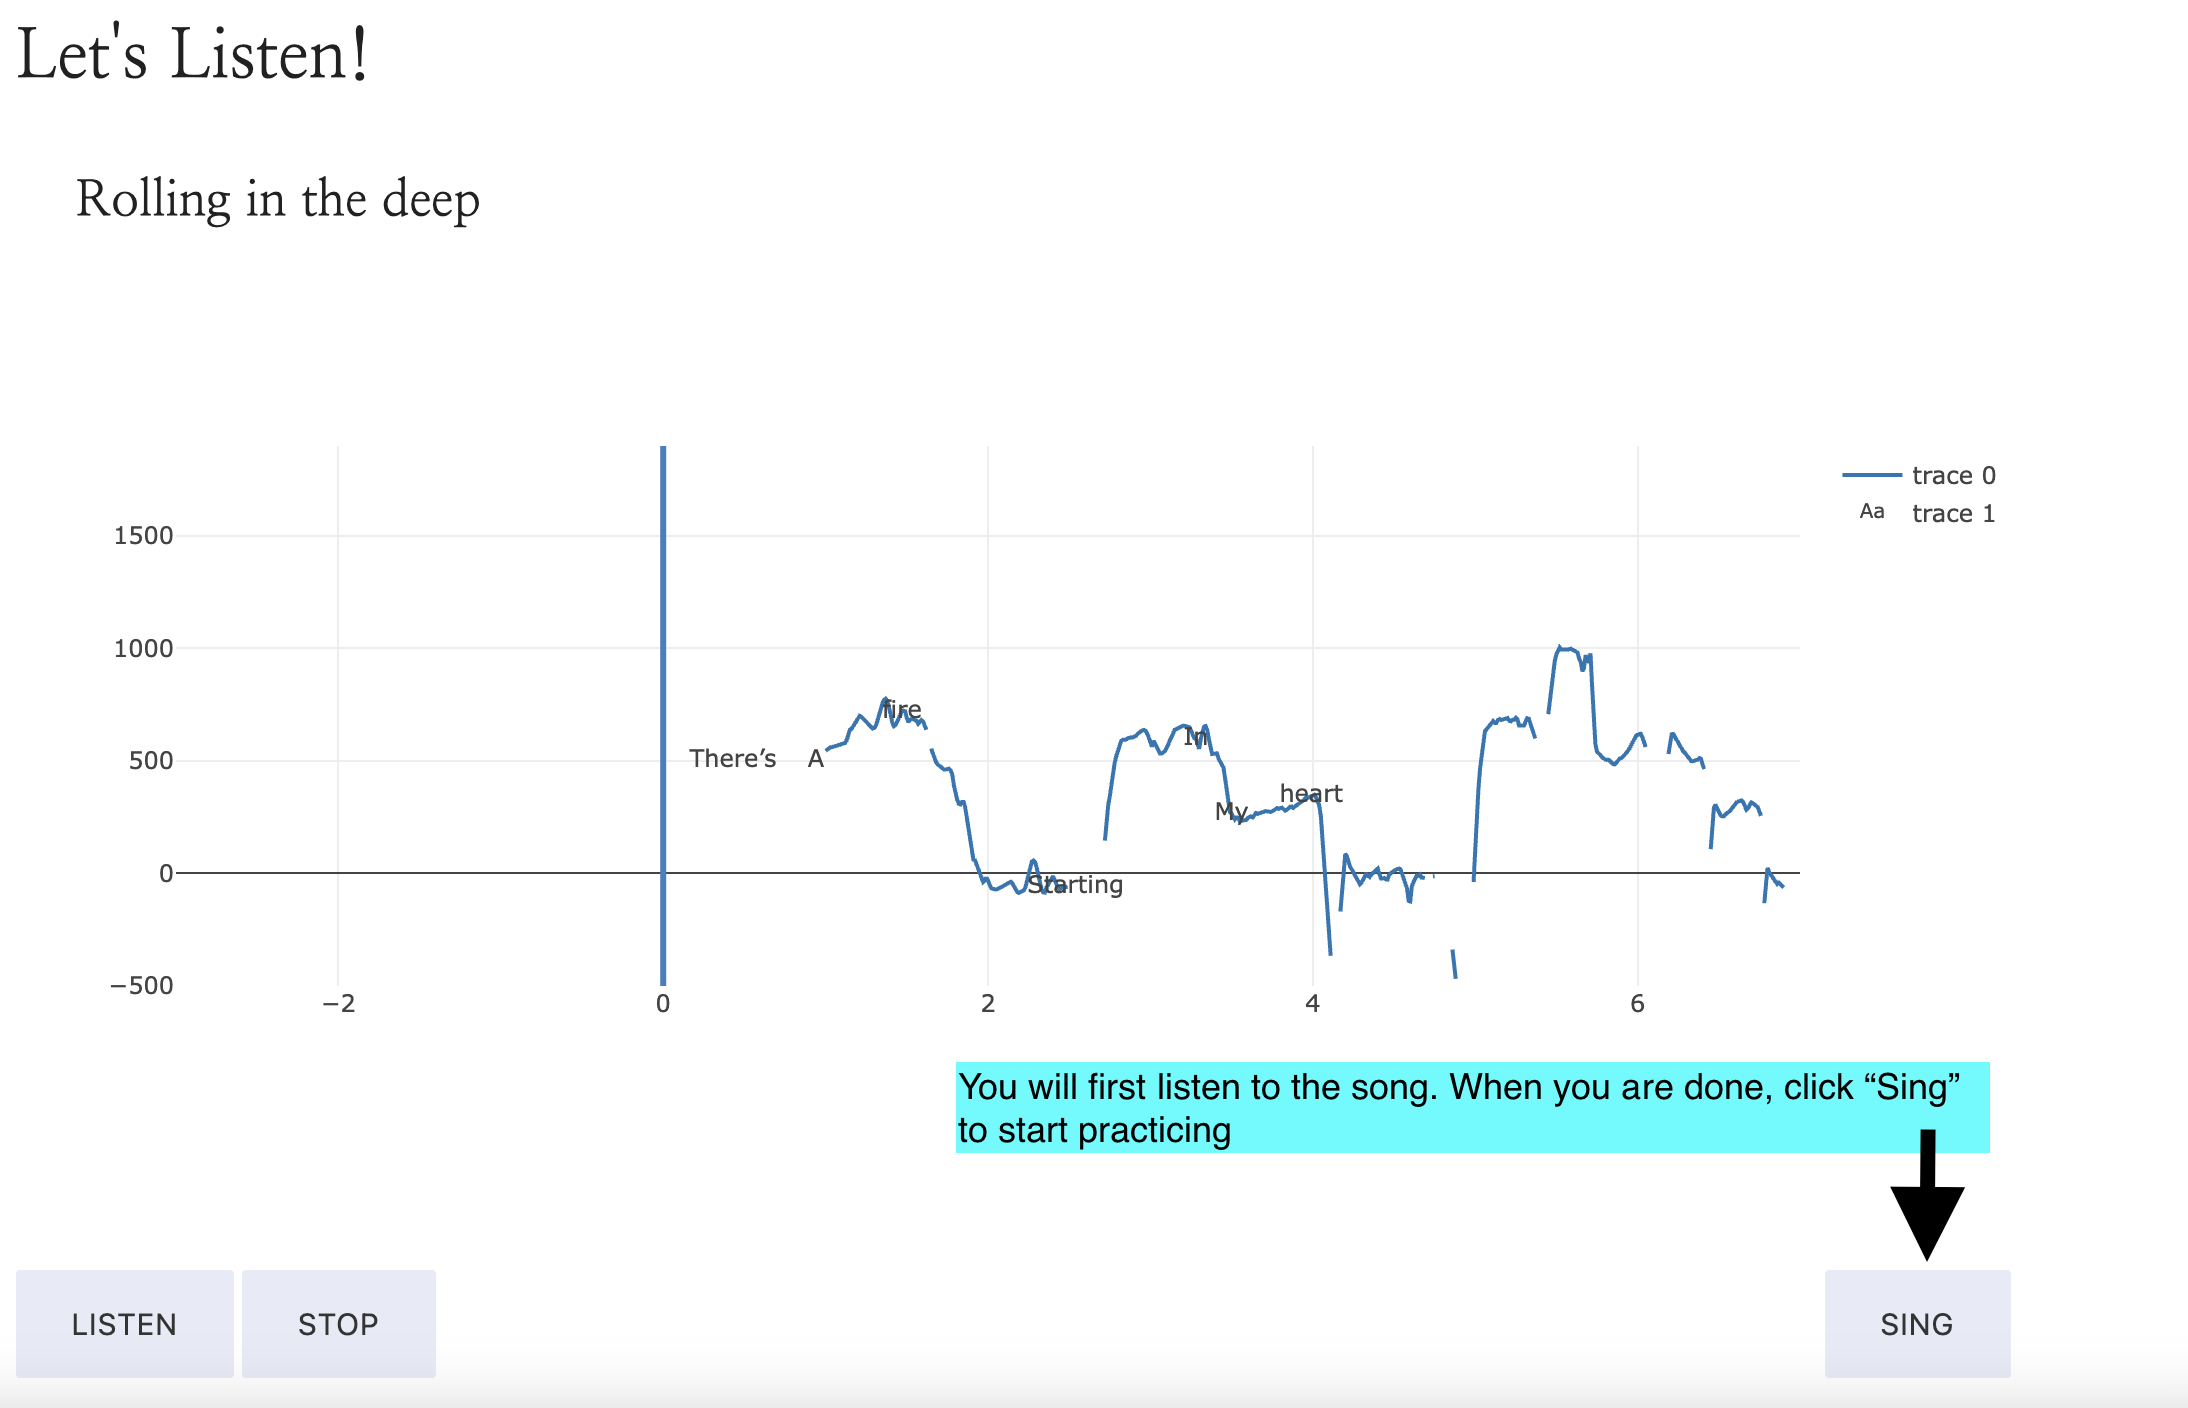 Let's Listen!
Rolling in the deep
trace 0
Aa trace 1
1500
1000
fire
500
There’s A
In
heart
My
0
Starting
−500
−2 0 2 4 6
You will first listen to the song. When you are done, click “Sing”
to start practicing
LISTEN STOP SING